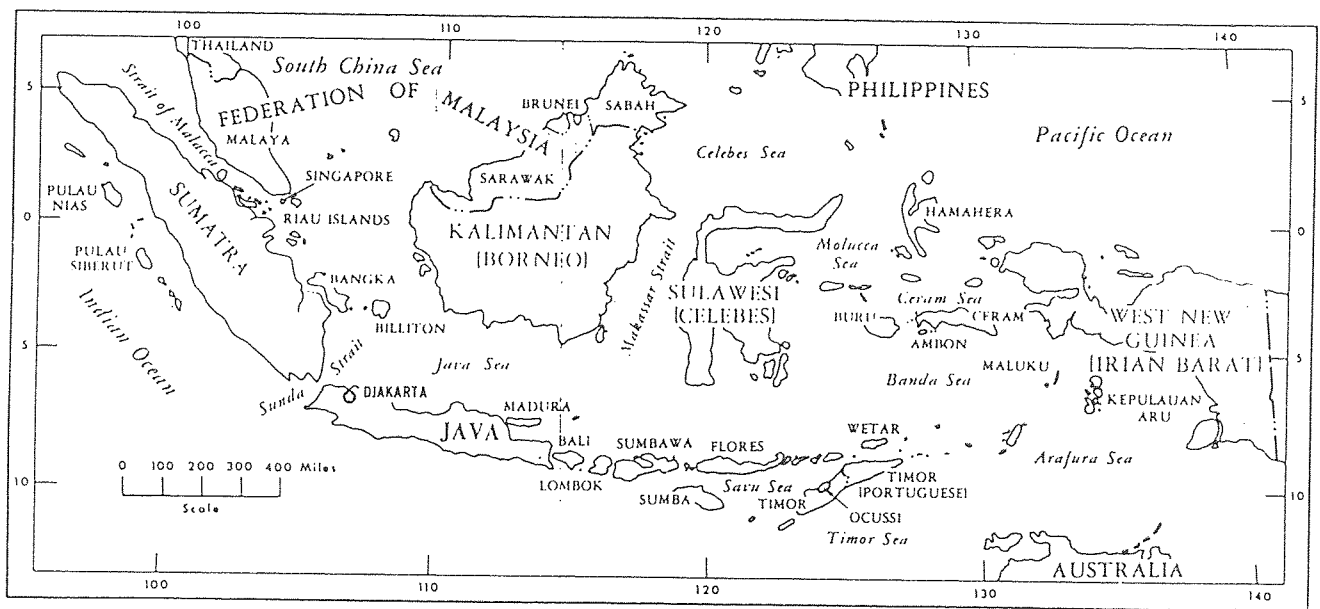 100
110
120
130
140
THAILAND
South China Sea
Strait of Malacca
FEDERATION OF MALAYSIA
BRUNEI
SABAH
PHILIPPINES
5
5
MALAYA
Celebes Sea
Pacific Ocean
SINGAPORE
SARAWAK
PULAU
NIAS
SUMATRA
RIAU ISLANDS
HAMAHERA
0
0
KALIMANTAN
[BORNEO]
Makassar Strait
Molucca
Sea
PULAU
SIBERUT
BANGKA
SULAWESI
[CELEBES]
Ceram Sea
BURU
CERAM
WEST NEW
GUINEA
[IRIAN BARAT]
Indian Ocean
BILLITON
AMBON
5
5
Sunda Strait
Java Sea
MALUKU
Banda Sea
DJAKARTA
KEPULAUAN
ARU
MADURA
JAVA
BALI
SUMBAWA
FLORES
WETAR
Arafura Sea
0 100 200 300 400 Miles
Scale
LOMBOK
Savu Sea
SUMBA
TIMOR
TIMOR
[PORTUGUESE]
OCUSSI
10
10
Timor Sea
AUSTRALIA
100
110
120
130
140